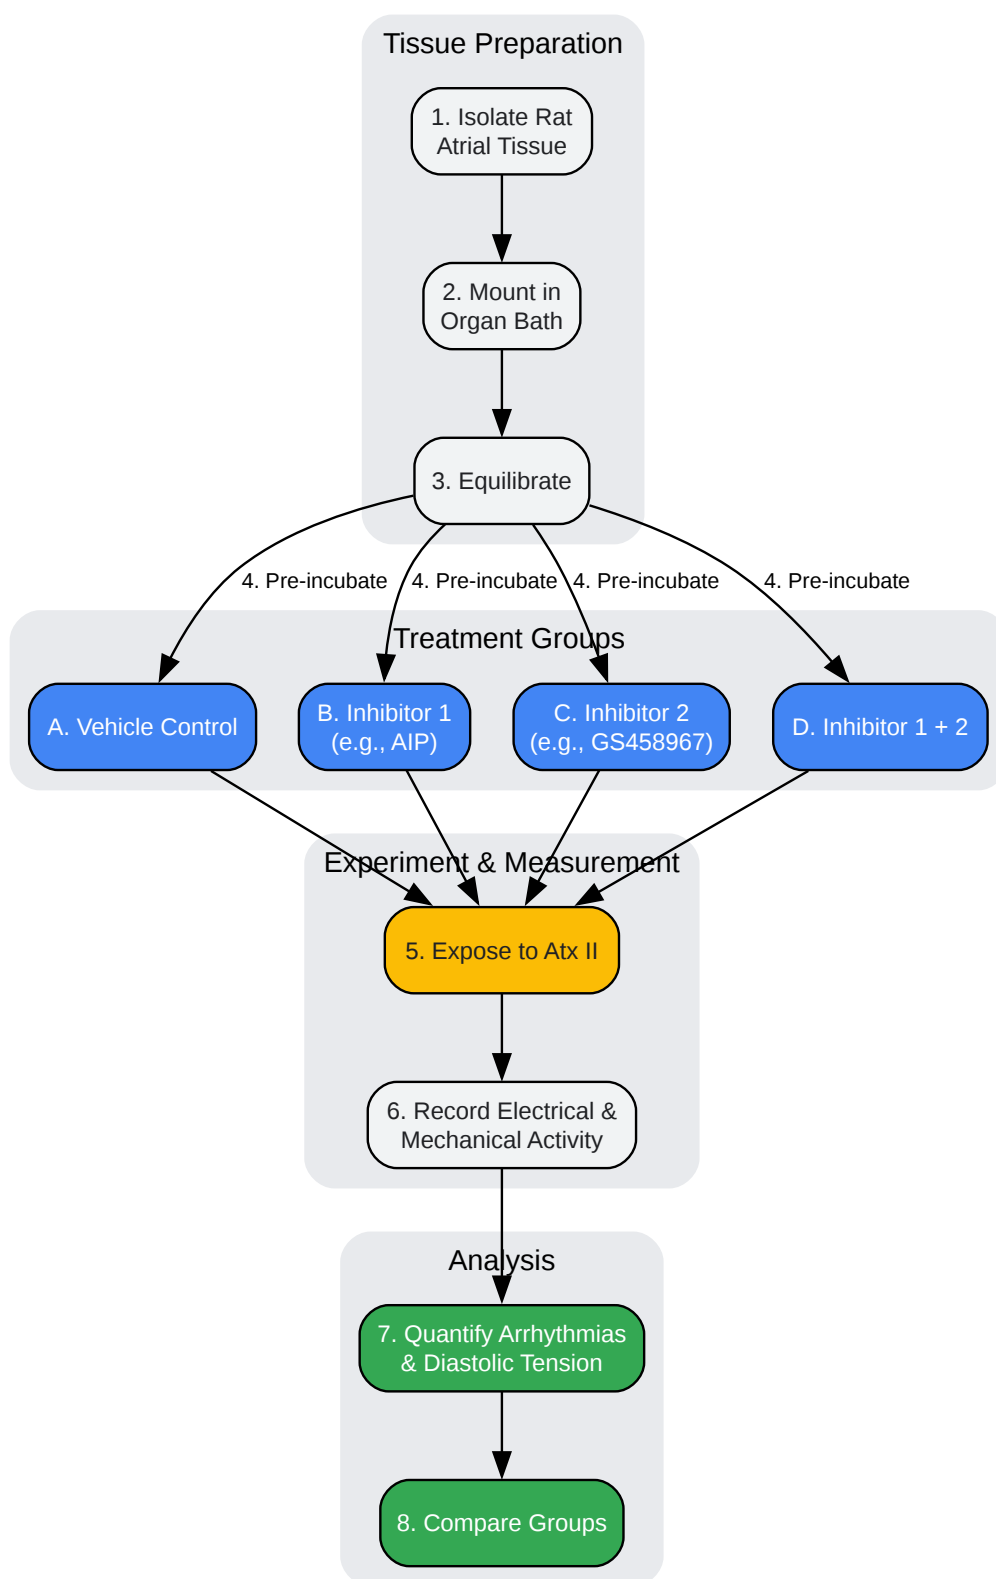 Tissue Preparation
1. Isolate Rat
Atrial Tissue
2. Mount in
Organ Bath
3. Equilibrate
4. Pre-incubate
4. Pre-incubate
4. Pre-incubate
4. Pre-incubate
Treatment Groups
A. Vehicle Control
B. Inhibitor 1
(e.g., AIP)
C. Inhibitor 2
(e.g., GS458967)
D. Inhibitor 1 + 2
Experiment & Measurement
5. Expose to Atx II
6. Record Electrical &
Mechanical Activity
Analysis
7. Quantify Arrhythmias
& Diastolic Tension
8. Compare Groups